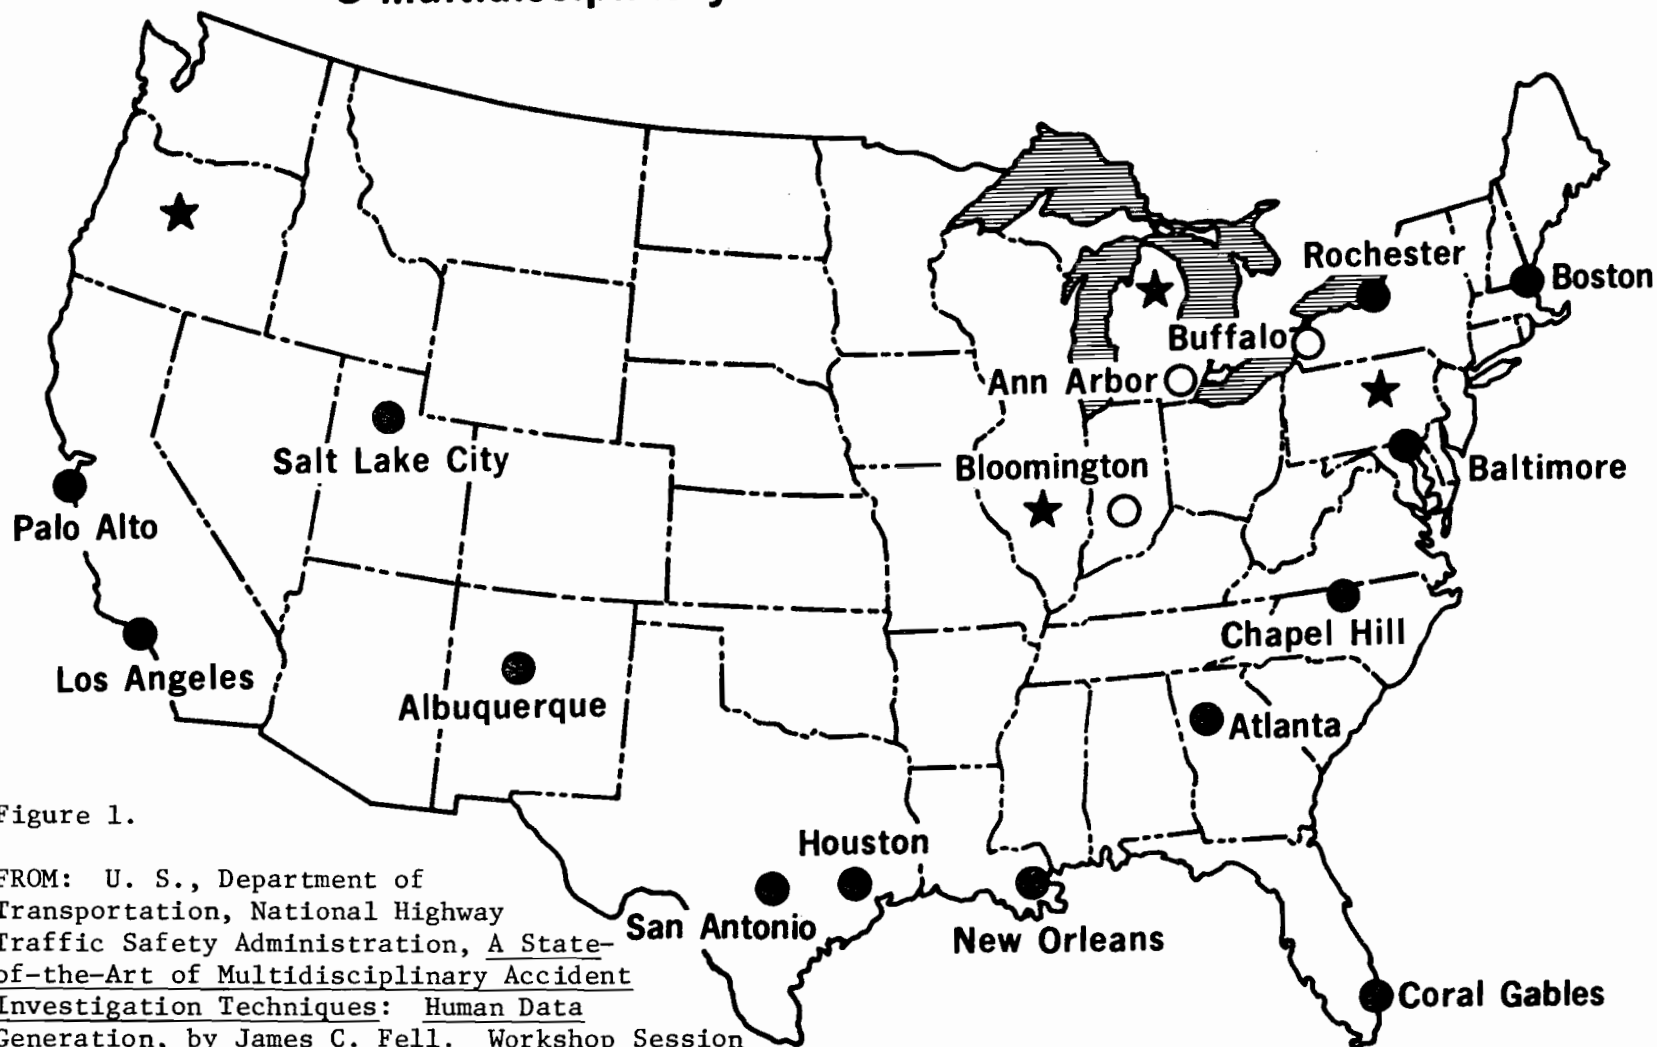 Rochester
Boston
Buffalo
Ann Arbor
Salt Lake City
Bloomington
Baltimore
Palo Alto
Chapel Hill
Los Angeles
Albuquerque
Atlanta
Figure 1.
Houston
FROM: U. S., Department of
Transportation, National Highway
Traffic Safety Administration, A State-
of-the-Art of Multidisciplinary Accident
Investigation Techniques: Human Data
Generation, by James C. Fell. Workshop Session
San Antonio
New Orleans
Coral Gables